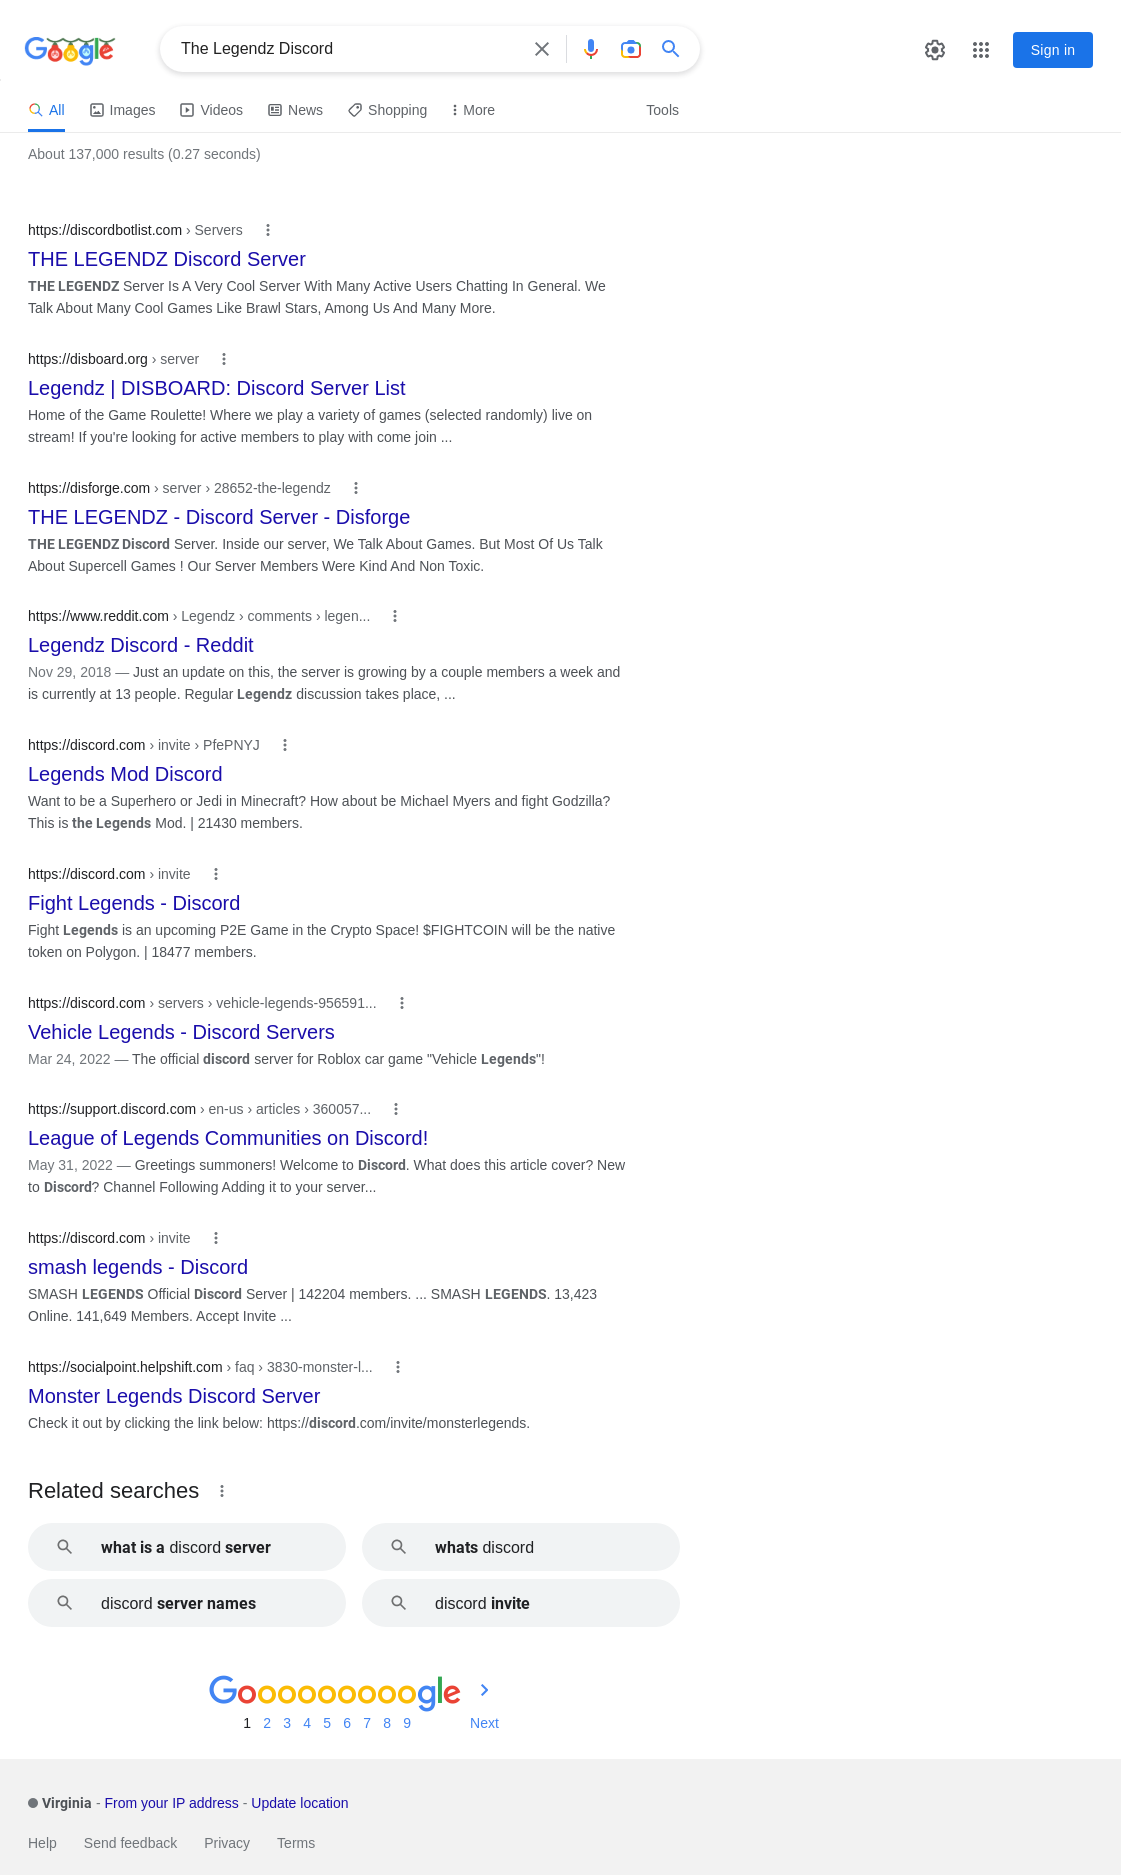 Google
The Legendz Discord
Sign in
All Images Videos News Shopping More Tools
About 137,000 results (0.27 seconds)
https://discordbotlist.com › Servers
THE LEGENDZ Discord Server
THE LEGENDZ Server Is A Very Cool Server With Many Active Users Chatting In General. We
Talk About Many Cool Games Like Brawl Stars, Among Us And Many More.
https://disboard.org › server
Legendz | DISBOARD: Discord Server List
Home of the Game Roulette! Where we play a variety of games (selected randomly) live on
stream! If you're looking for active members to play with come join ...
https://disforge.com › server › 28652-the-legendz
THE LEGENDZ - Discord Server - Disforge
THE LEGENDZ Discord Server. Inside our server, We Talk About Games. But Most Of Us Talk
About Supercell Games ! Our Server Members Were Kind And Non Toxic.
https://www.reddit.com › Legendz › comments › legen...
Legendz Discord - Reddit
Nov 29, 2018 — Just an update on this, the server is growing by a couple members a week and
is currently at 13 people. Regular Legendz discussion takes place, ...
https://discord.com › invite › PfePNYJ
Legends Mod Discord
Want to be a Superhero or Jedi in Minecraft? How about be Michael Myers and fight Godzilla?
This is the Legends Mod. | 21430 members.
https://discord.com › invite
Fight Legends - Discord
Fight Legends is an upcoming P2E Game in the Crypto Space! $FIGHTCOIN will be the native
token on Polygon. | 18477 members.
https://discord.com › servers › vehicle-legends-956591...
Vehicle Legends - Discord Servers
Mar 24, 2022 — The official discord server for Roblox car game "Vehicle Legends"!
https://support.discord.com › en-us › articles › 360057...
League of Legends Communities on Discord!
May 31, 2022 — Greetings summoners! Welcome to Discord. What does this article cover? New
to Discord? Channel Following Adding it to your server...
https://discord.com › invite
smash legends - Discord
SMASH LEGENDS Official Discord Server | 142204 members. ... SMASH LEGENDS. 13,423
Online. 141,649 Members. Accept Invite ...
https://socialpoint.helpshift.com › faq › 3830-monster-l...
Monster Legends Discord Server
Check it out by clicking the link below: https://discord.com/invite/monsterlegends.
Related searches
what is a discord server whats discord
discord server names discord invite
Goooooooooogle
1 2 3 4 5 6 7 8 9 Next
Virginia - From your IP address - Update location
Help Send feedback Privacy Terms